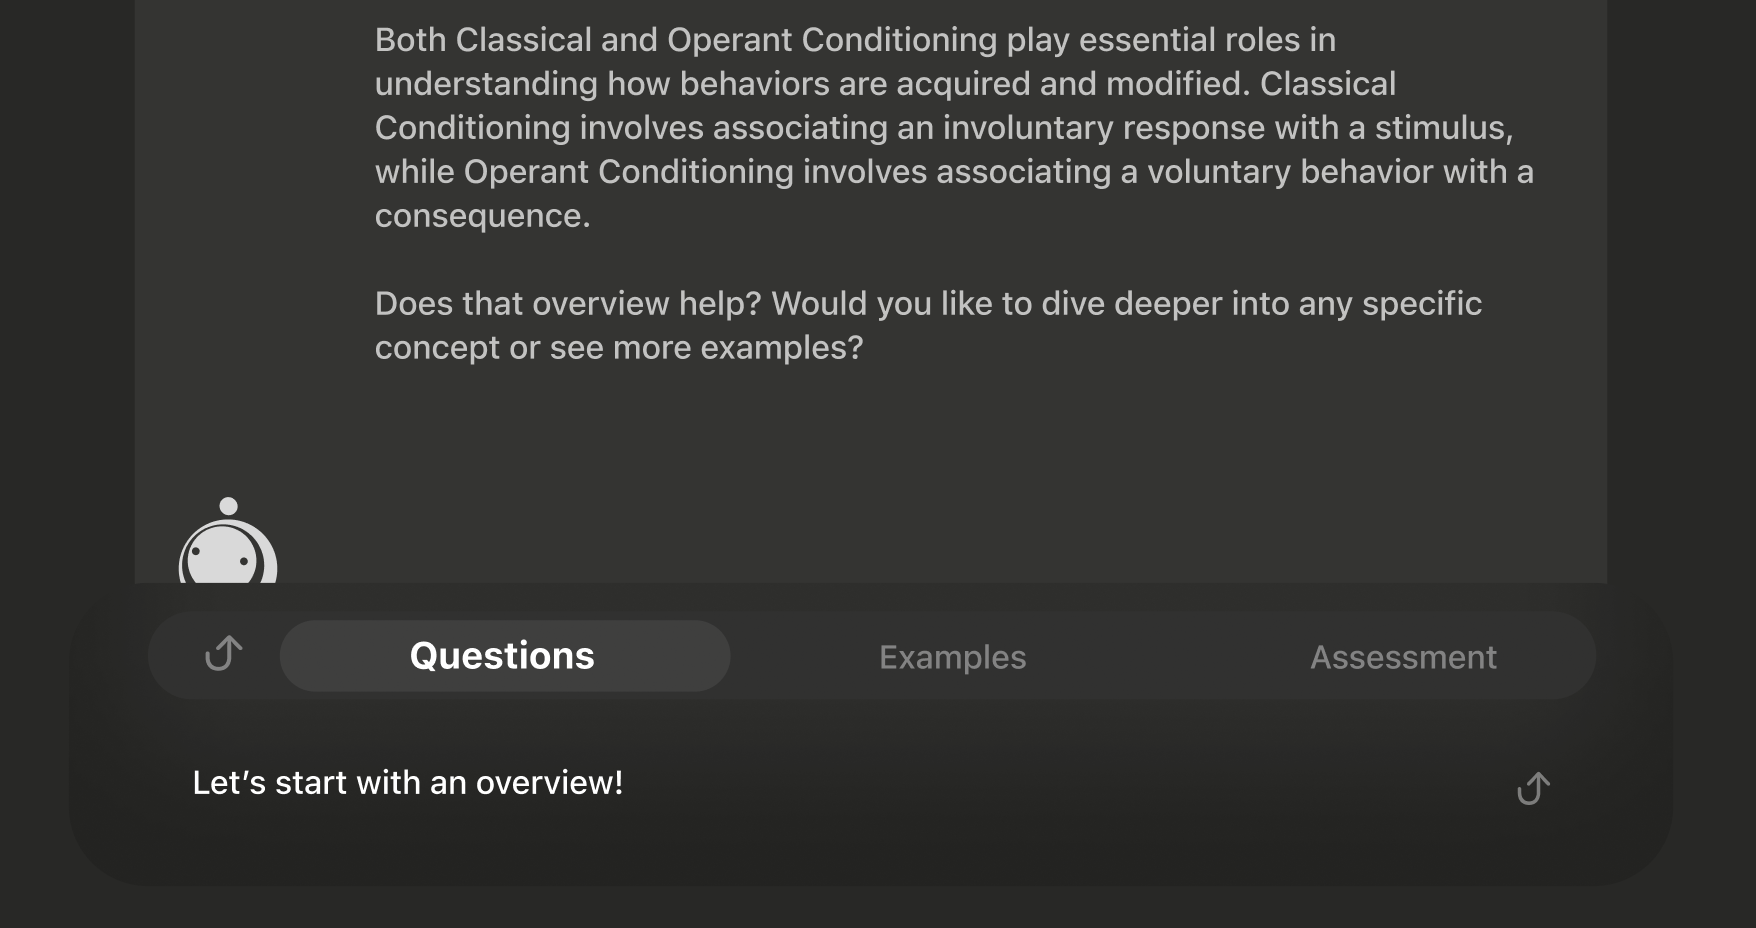 Both Classical and Operant Conditioning play essential roles in
understanding how behaviors are acquired and modified. Classical
Conditioning involves associating an involuntary response with a stimulus,
while Operant Conditioning involves associating a voluntary behavior with a
consequence.
Does that overview help? Would you like to dive deeper into any specific
concept or see more examples?
Questions
Examples
Assessment
Let’s start with an overview!